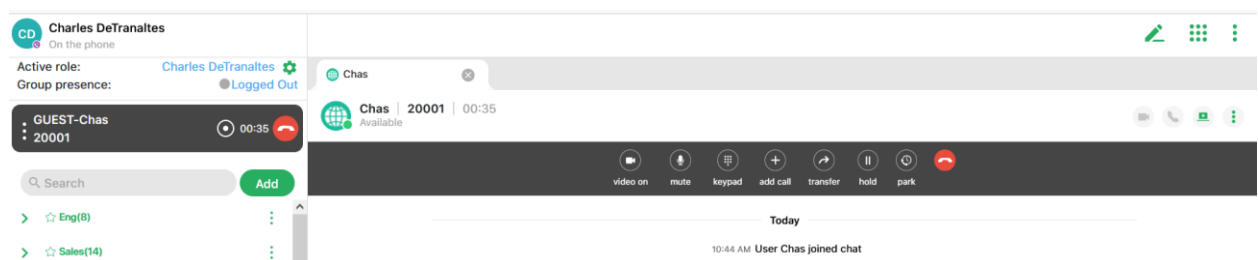 CD
Charles DeTranaltes
On the phone
Active role: Charles DeTranaltes
Group presence: Logged Out
GUEST-Chas
20001
00:35
Search
Add
Eng(8)
Sales(14)
Chas
Chas | 20001 | 00:35
Available
video on mute keypad add call transfer hold park
Today
10:44 AM User Chas joined chat